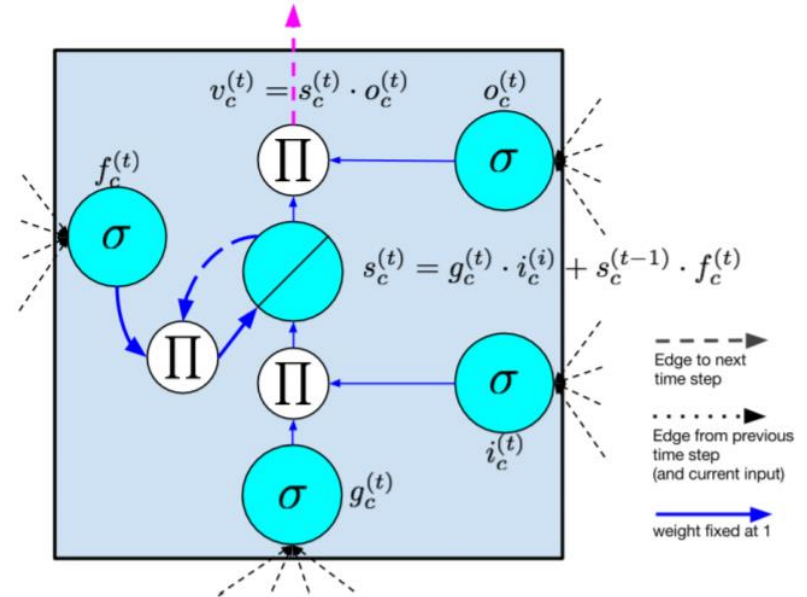 v_c^{(t)} = s_c^{(t)} · o_c^{(t)}
o_c^{(t)}
∏
σ
f_c^{(t)}
σ
s_c^{(t)} = g_c^{(t)} · i_c^{(i)} + s_c^{(t-1)} · f_c^{(t)}
∏
∏
σ
i_c^{(t)}
σ
g_c^{(t)}
Edge to next
time step
Edge from previous
time step
(and current input)
weight fixed at 1